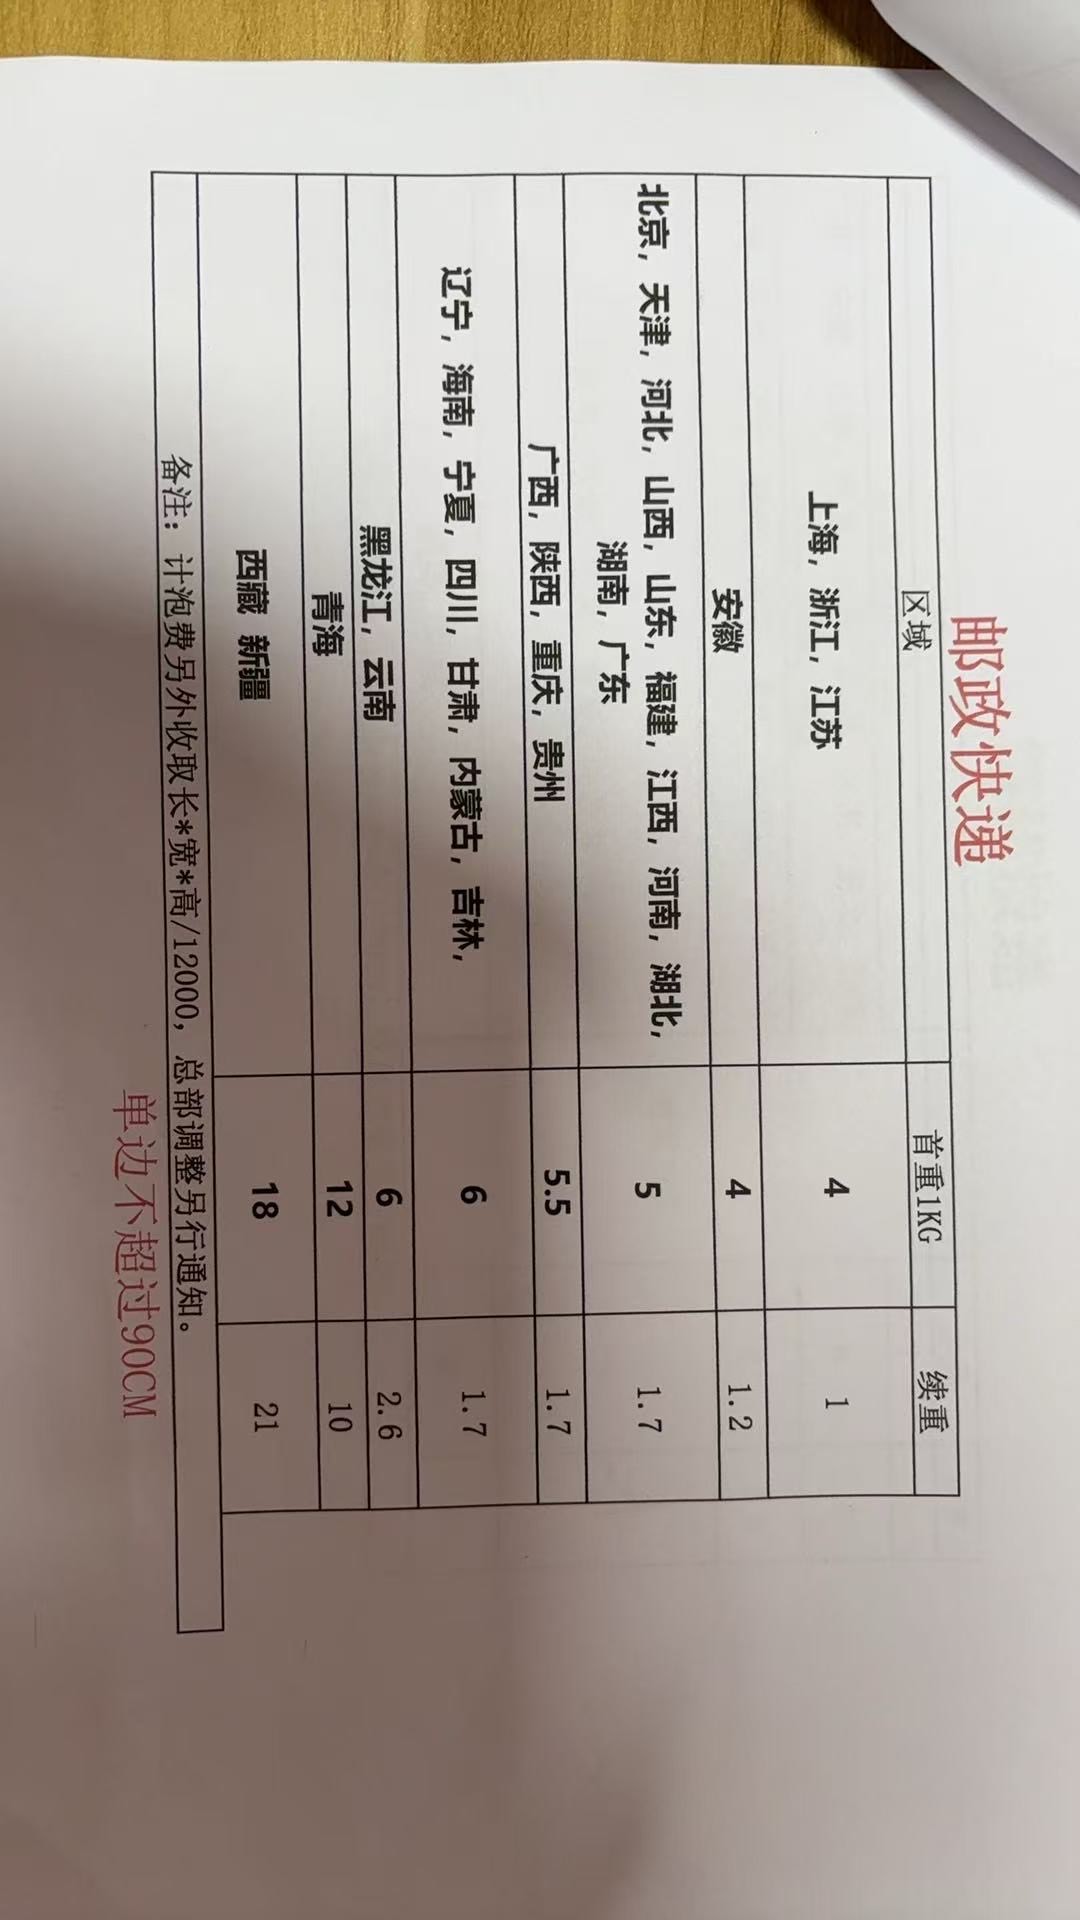 邮政快递
区域 首重1KG 续重
上海，浙江，江苏 4 1
安徽 4 1.2
北京，天津，河北，山西，山东，福建，江西，河南，湖北，
湖南，广东 5 1.7
广西，陕西，重庆，贵州 5.5 1.7
辽宁，海南，宁夏，四川，甘肃，内蒙古，吉林， 6 1.7
黑龙江，云南 6 2.6
青海 12 10
西藏 新疆 18 21
备注：计泡费另外收取长*宽*高/12000，总部调整另行通知。
单边不超过90CM